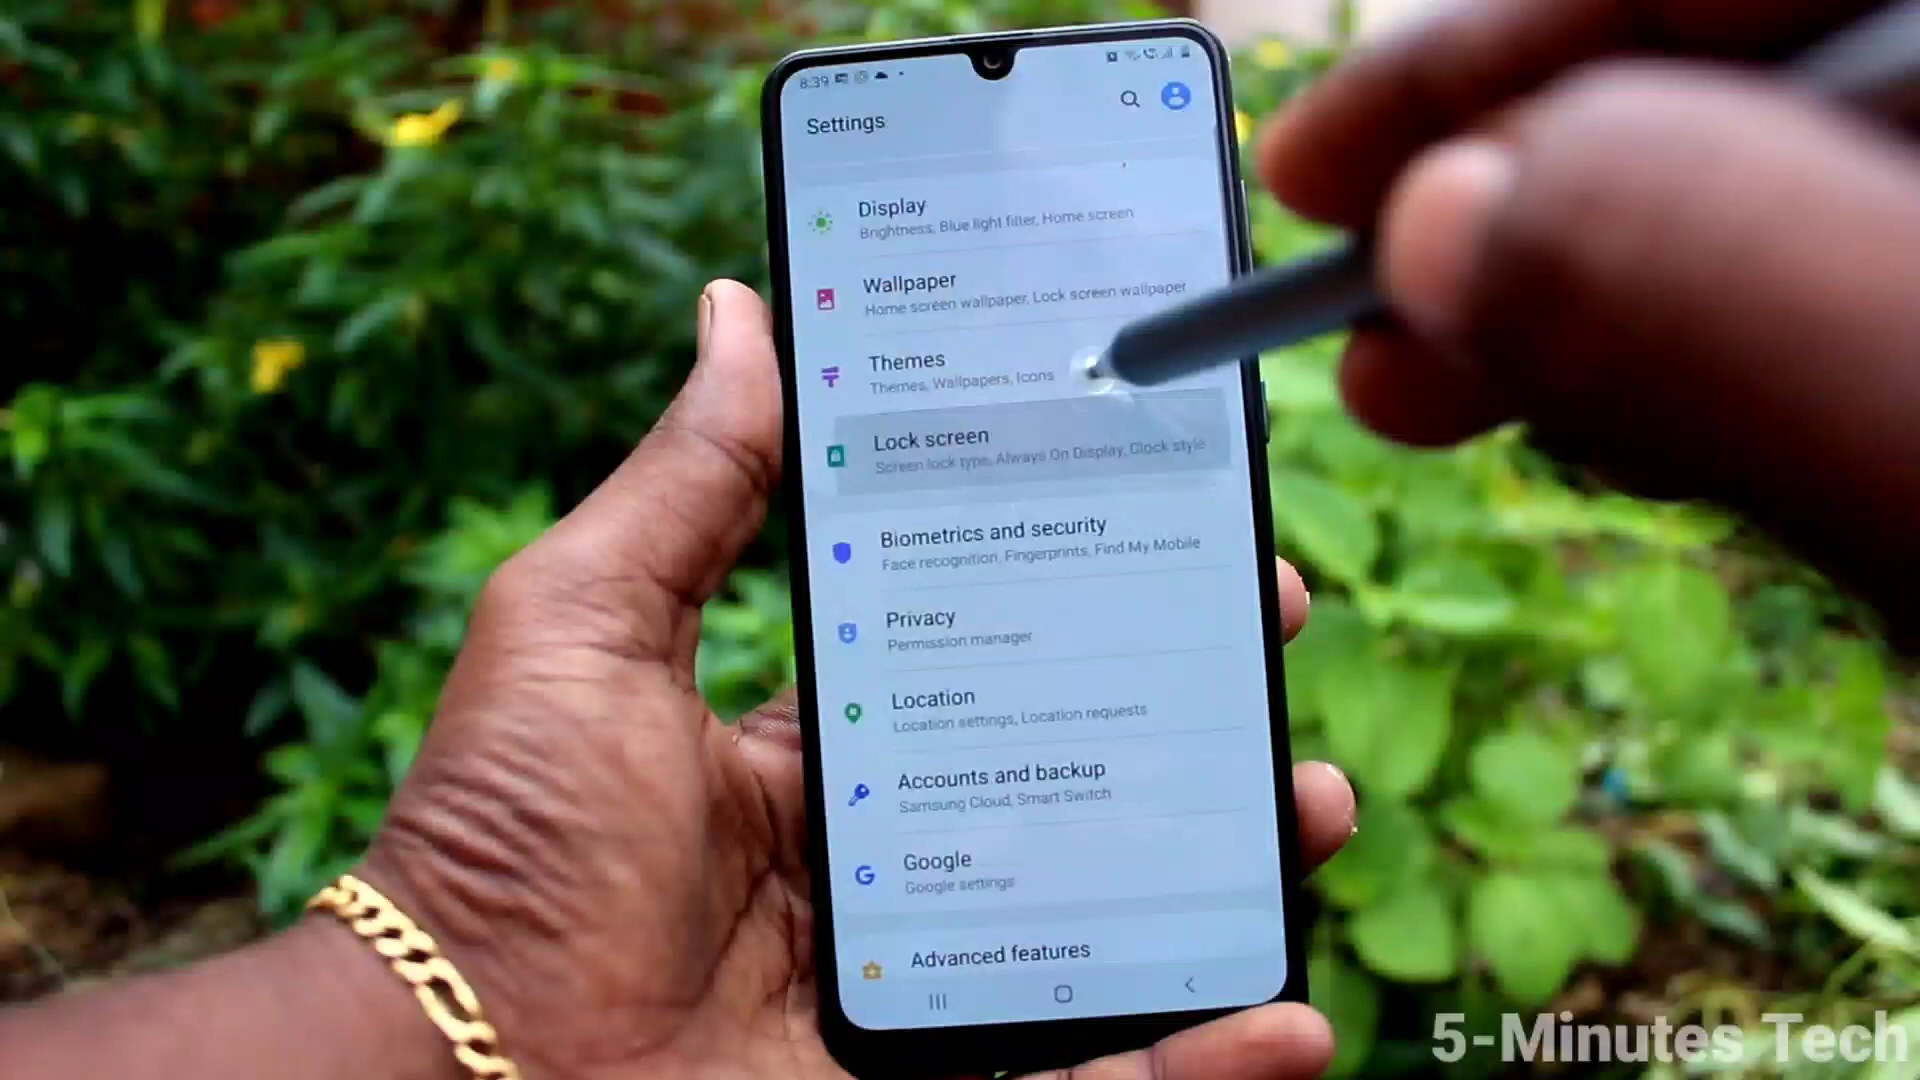 8:39
Settings
Display
Brightness, Blue light filter, Home screen
Wallpaper
Home screen wallpaper, Lock screen wallpaper
Themes
Themes, Wallpapers, Icons
Lock screen
Screen lock type, Always On Display, Clock style
Biometrics and security
Face recognition, Fingerprints, Find My Mobile
Privacy
Permission manager
Location
Location settings, Location requests
Accounts and backup
Samsung Cloud, Smart Switch
Google
Google settings
Advanced features
5-Minutes Tech